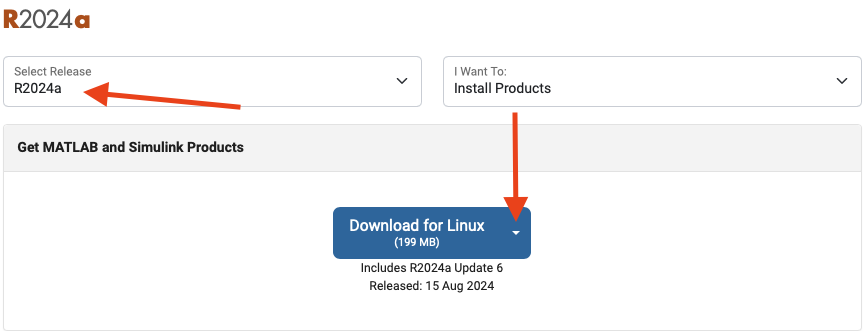 R2024a
Select Release
R2024a
I Want To:
Install Products
Get MATLAB and Simulink Products
Download for Linux
(199 MB)
Includes R2024a Update 6
Released: 15 Aug 2024